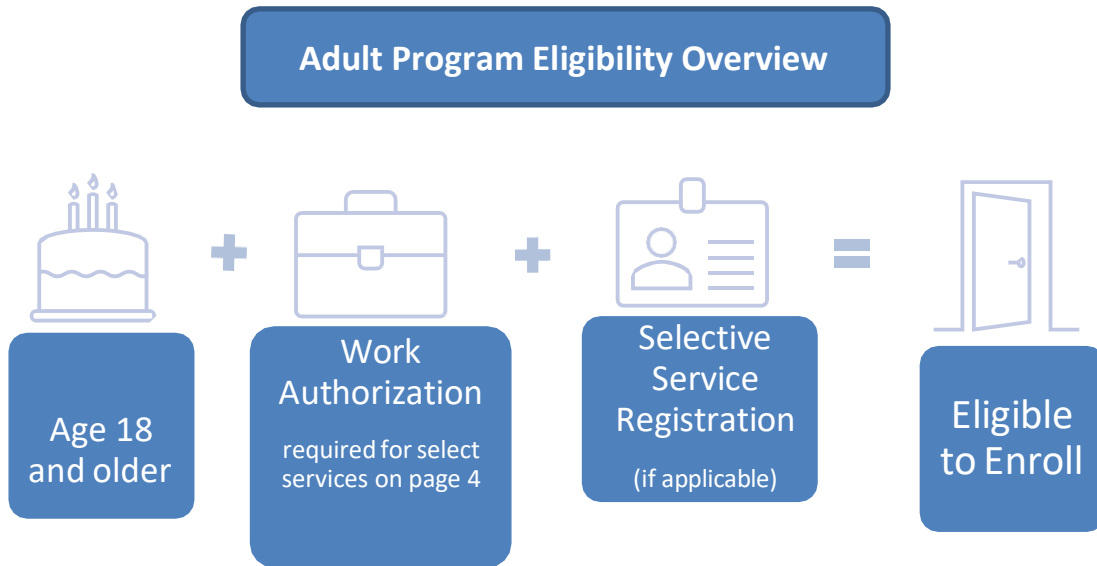 Adult Program Eligibility Overview
Age 18
and older
Work
Authorization
required for select
services on page 4
Selective
Service
Registration
(if applicable)
Eligible
to Enroll